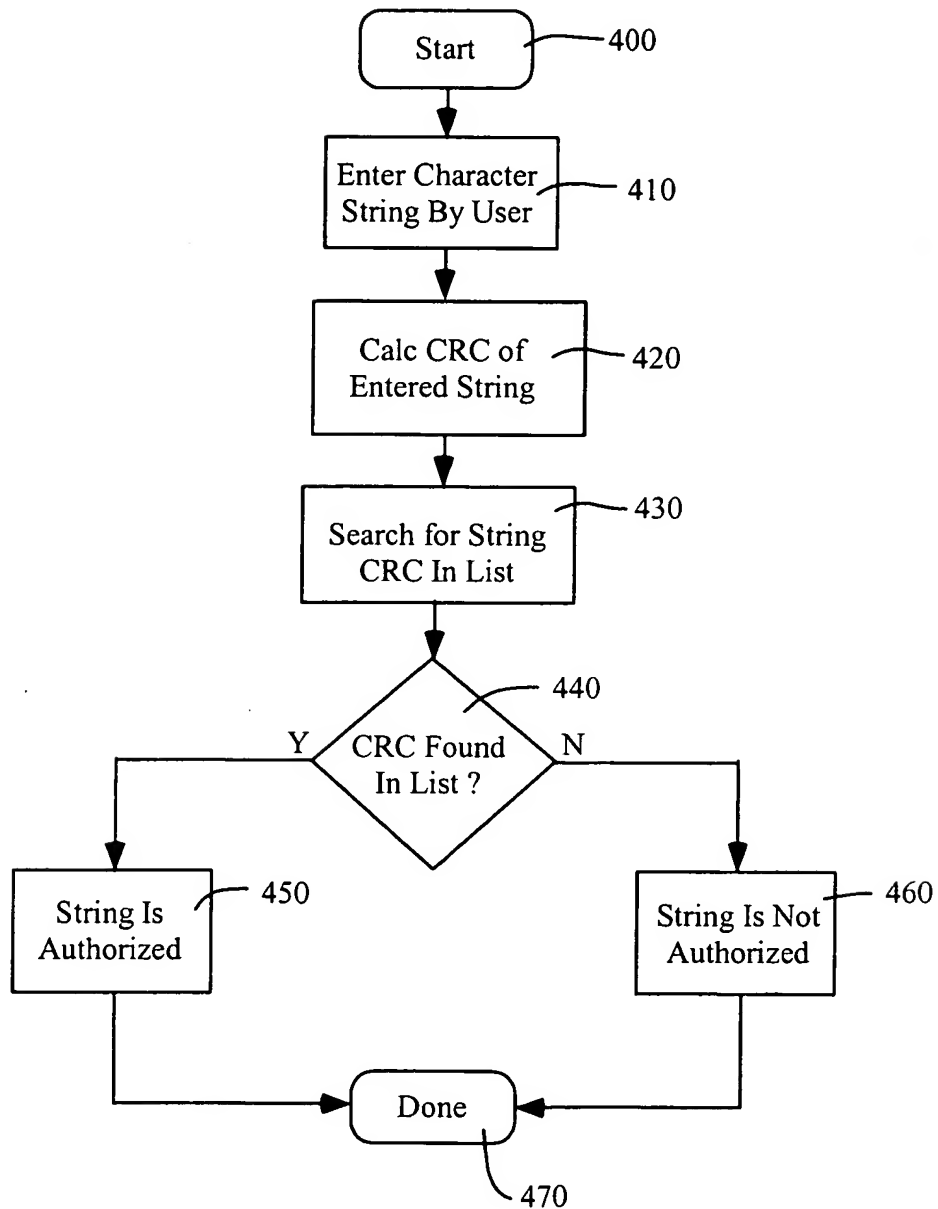 Start
400
Enter Character
String By User
410
Calc CRC of
Entered String
420
Search for String
CRC In List
430
440
Y
CRC Found
In List ?
N
String Is
Authorized
450
String Is Not
Authorized
460
Done
470